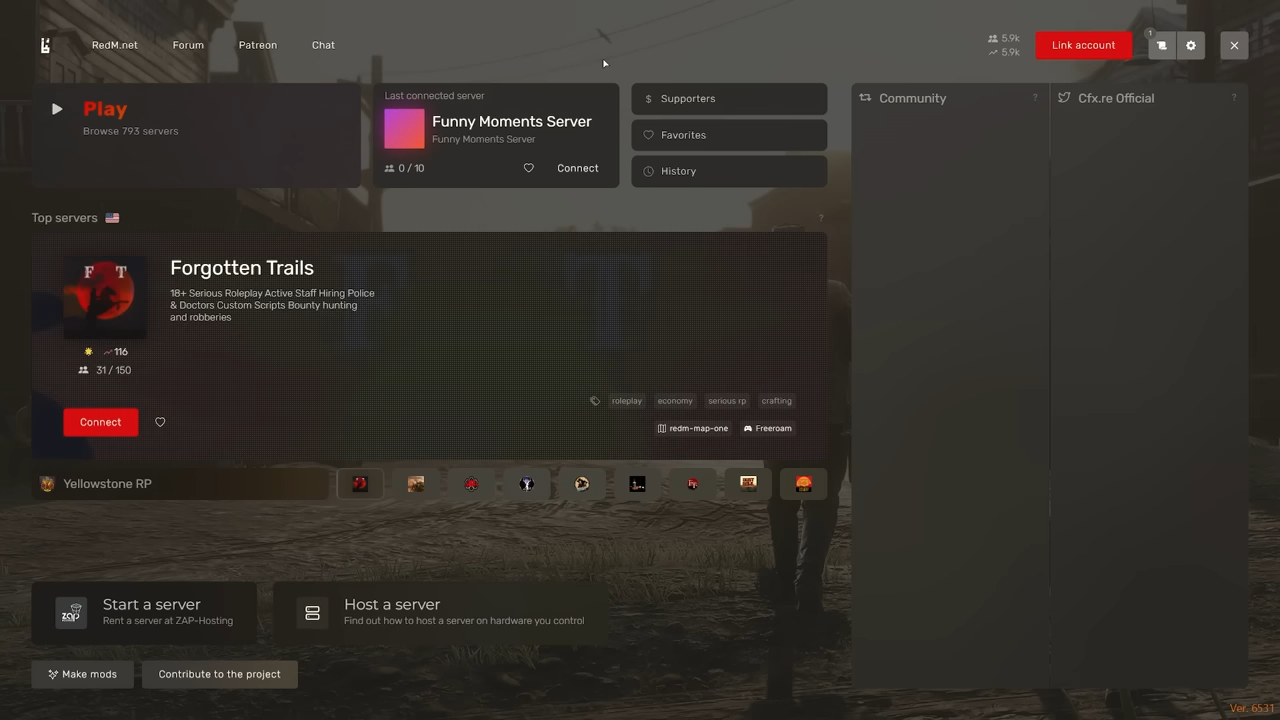 RedM.net
Forum
Patreon
Chat
5.9k
5.9k
Link account
1
Play
Browse 793 servers
Last connected server
Funny Moments Server
Funny Moments Server
0 / 10
Connect
$ Supporters
Favorites
History
Community ?
Cfx.re Official ?
Top servers ?
F T
Forgotten Trails
18+ Serious Roleplay Active Staff Hiring Police
& Doctors Custom Scripts Bounty hunting
and robberies
116
31 / 150
Connect
roleplay
economy
serious rp
crafting
redm-map-one
Freeroam
Yellowstone RP
zap
Start a server
Rent a server at ZAP-Hosting
Host a server
Find out how to host a server on hardware you control
Make mods
Contribute to the project
Ver. 6531